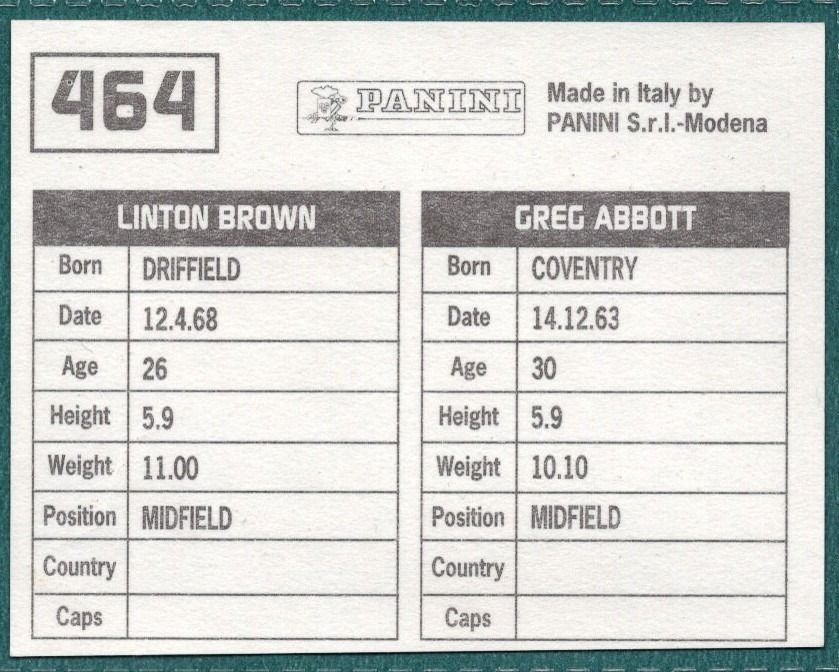 464
PANINI
Made in Italy by
PANINI S.r.l.-Modena
LINTON BROWN
Born DRIFFIELD
Date 12.4.68
Age 26
Height 5.9
Weight 11.00
Position MIDFIELD
Country
Caps
GREG ABBOTT
Born COVENTRY
Date 14.12.63
Age 30
Height 5.9
Weight 10.10
Position MIDFIELD
Country
Caps